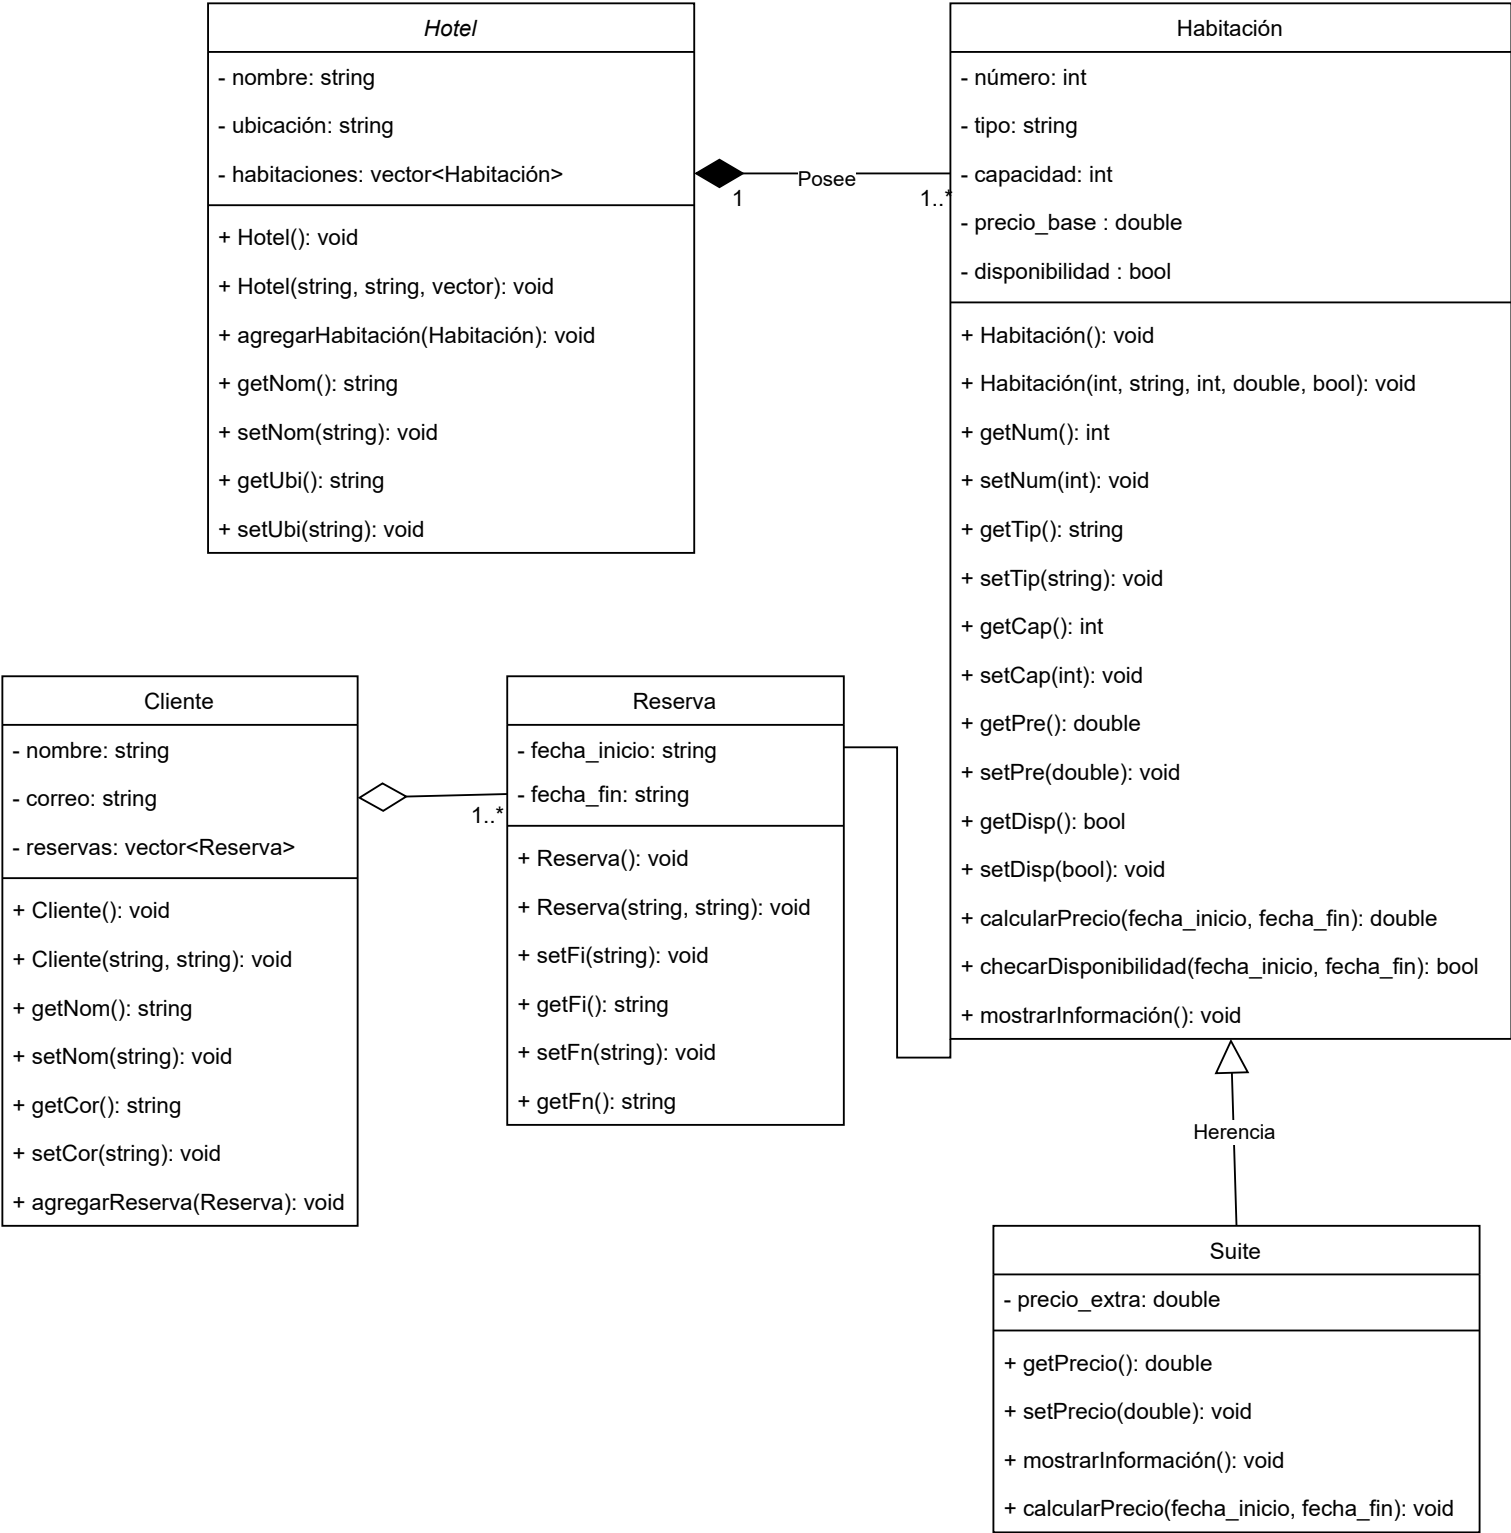 Hotel
- nombre: string
- ubicación: string
- habitaciones: vector<Habitación>
+ Hotel(): void
+ Hotel(string, string, vector): void
+ agregarHabitación(Habitación): void
+ getNom(): string
+ setNom(string): void
+ getUbi(): string
+ setUbi(string): void
Posee
1
1..*
Habitación
- número: int
- tipo: string
- capacidad: int
- precio_base : double
- disponibilidad : bool
+ Habitación(): void
+ Habitación(int, string, int, double, bool): void
+ getNum(): int
+ setNum(int): void
+ getTip(): string
+ setTip(string): void
+ getCap(): int
+ setCap(int): void
+ getPre(): double
+ setPre(double): void
+ getDisp(): bool
+ setDisp(bool): void
+ calcularPrecio(fecha_inicio, fecha_fin): double
+ checarDisponibilidad(fecha_inicio, fecha_fin): bool
+ mostrarInformación(): void
Cliente
- nombre: string
- correo: string
- reservas: vector<Reserva>
+ Cliente(): void
+ Cliente(string, string): void
+ getNom(): string
+ setNom(string): void
+ getCor(): string
+ setCor(string): void
+ agregarReserva(Reserva): void
1..*
Reserva
- fecha_inicio: string
- fecha_fin: string
+ Reserva(): void
+ Reserva(string, string): void
+ setFi(string): void
+ getFi(): string
+ setFn(string): void
+ getFn(): string
Herencia
Suite
- precio_extra: double
+ getPrecio(): double
+ setPrecio(double): void
+ mostrarInformación(): void
+ calcularPrecio(fecha_inicio, fecha_fin): void